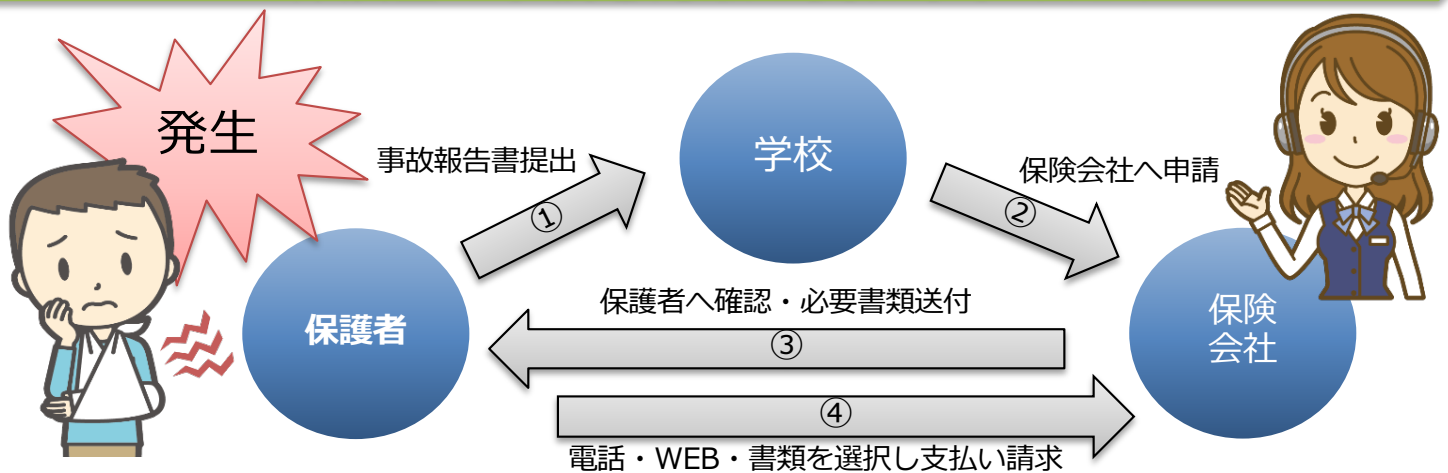 発生
事故報告書提出
①
学校
保険会社へ申請
②
保護者へ確認・必要書類送付
③
保護者
保険
会社
④
電話・WEB・書類を選択し支払い請求